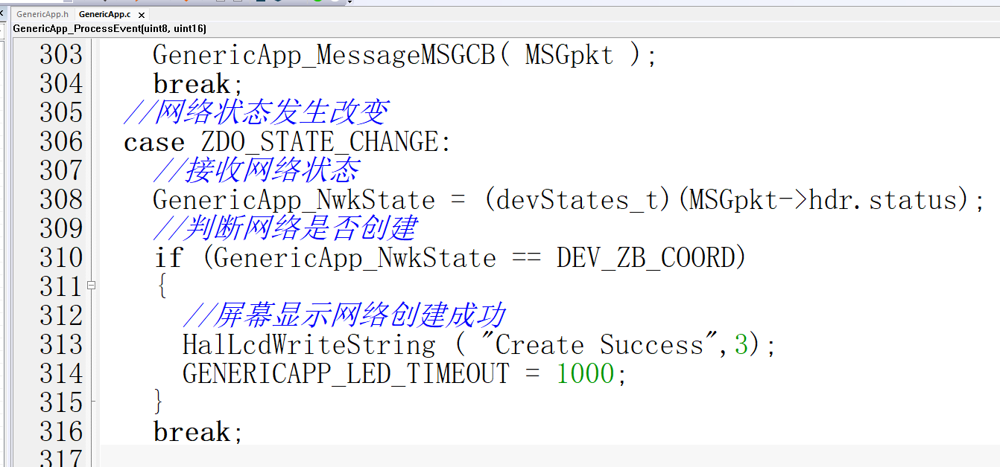 GenericApp.h GenericApp.c
GenericApp_ProcessEvent(uint8, uint16)
303 GenericApp_MessageMSGCB( MSGpkt );
304 break;
305 //网络状态发生改变
306 case ZDO_STATE_CHANGE:
307 //接收网络状态
308 GenericApp_NwkState = (devStates_t)(MSGpkt->hdr.status);
309 //判断网络是否创建
310 if (GenericApp_NwkState == DEV_ZB_COORD)
311 {
312 //屏幕显示网络创建成功
313 HalLcdWriteString ( "Create Success",3);
314 GENERICAPP_LED_TIMEOUT = 1000;
315 }
316 break;
317